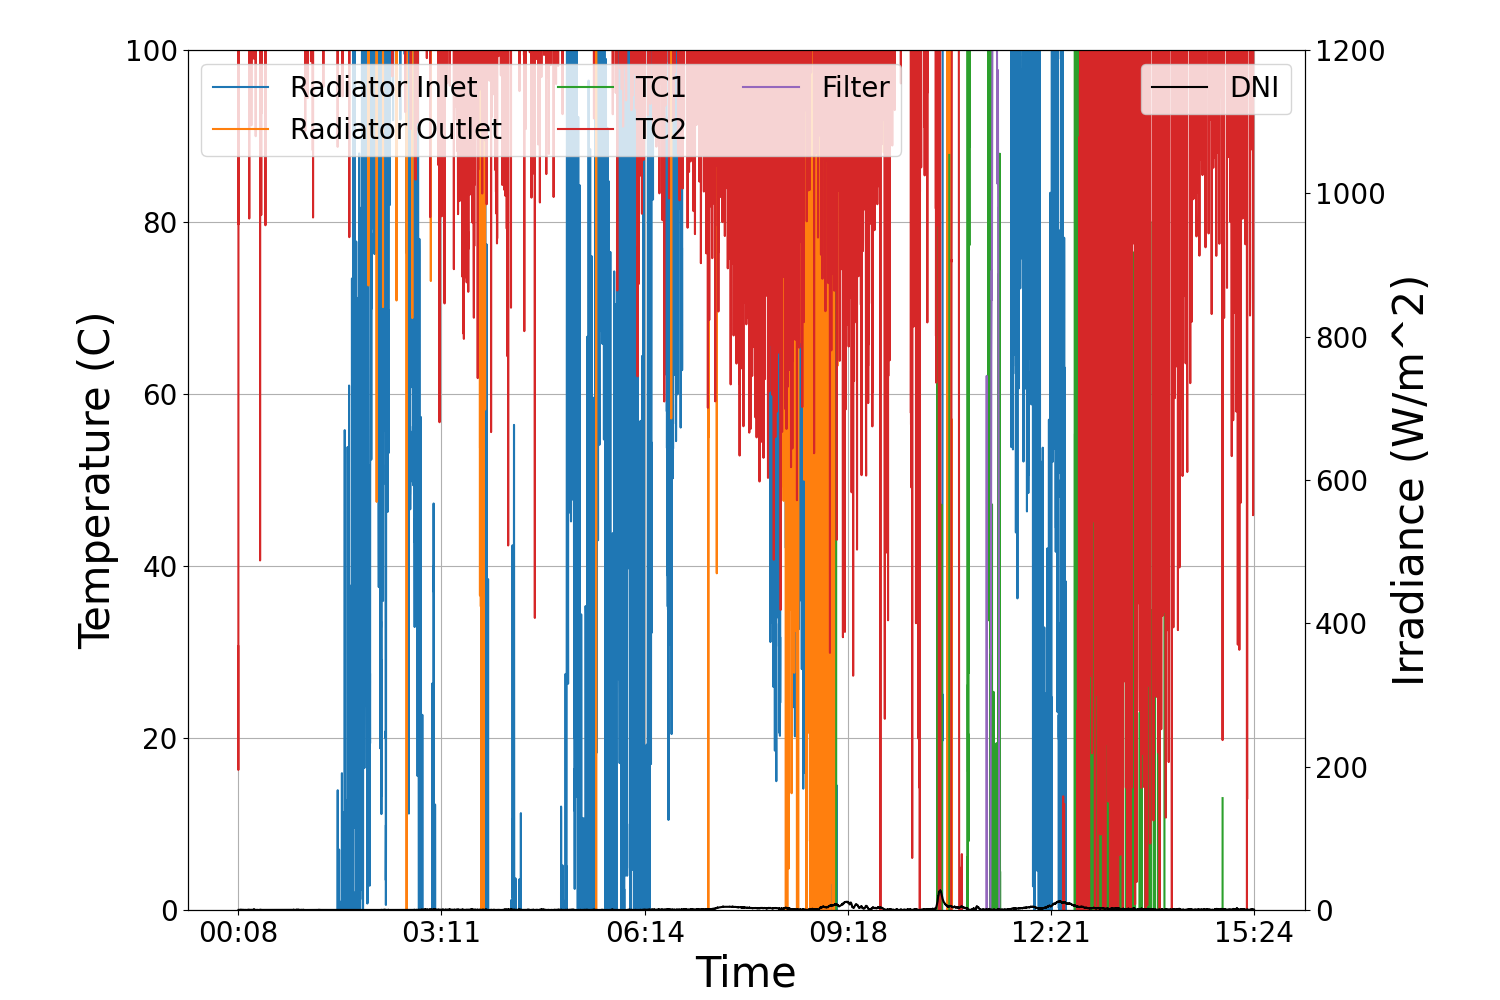 100
80
60
40
20
0
Temperature (C)
Radiator Inlet
Radiator Outlet
TC1
TC2
Filter
DNI
1200
1000
800
600
400
200
0
Irradiance (W/m^2)
00:08 03:11 06:14 09:18 12:21 15:24
Time